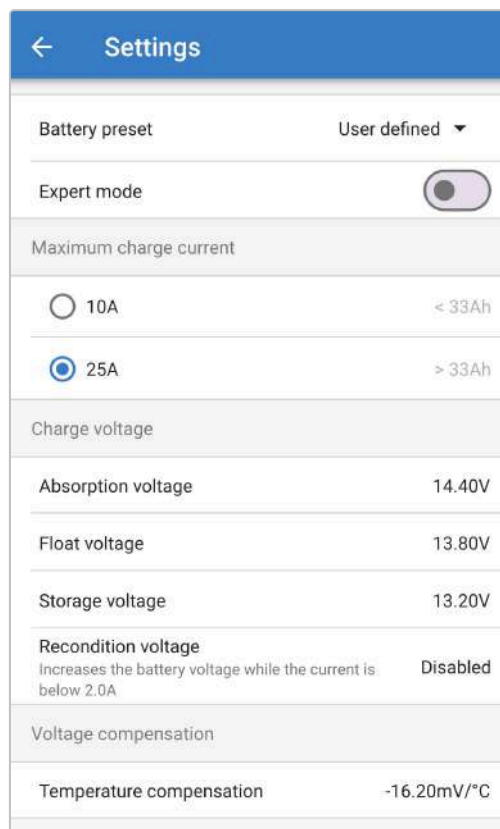 Settings
Battery preset User defined
Expert mode
Maximum charge current
10A < 33Ah
25A > 33Ah
Charge voltage
Absorption voltage 14.40V
Float voltage 13.80V
Storage voltage 13.20V
Recondition voltage
Increases the battery voltage while the current is
below 2.0A
Disabled
Voltage compensation
Temperature compensation -16.20mV/°C